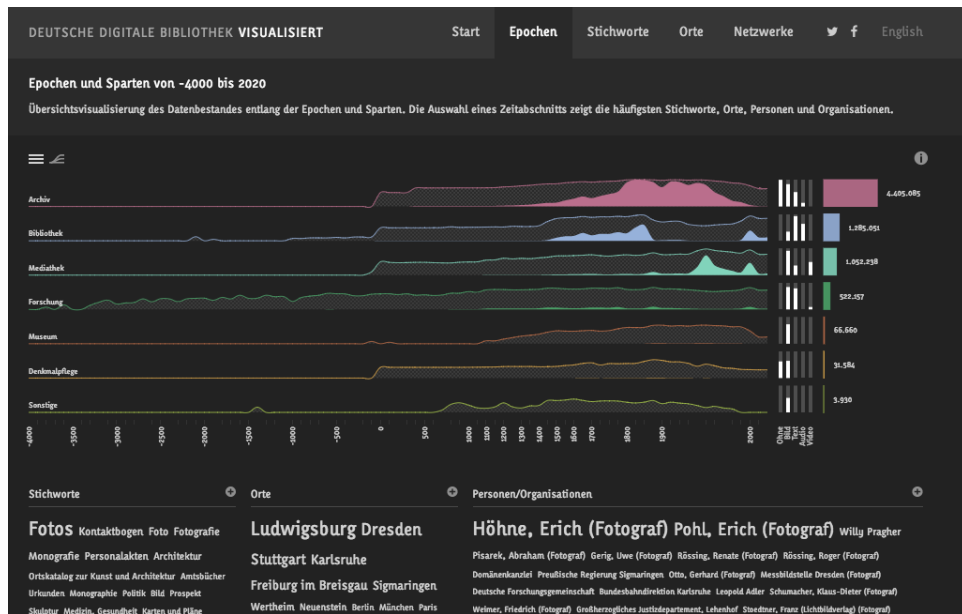 DEUTSCHE DIGITALE BIBLIOTHEK VISUALISIERT Start Epochen Stichworte Orte Netzwerke English
Epochen und Sparten von -4000 bis 2020
Übersichtsvisualisierung des Datenbestandes entlang der Epochen und Sparten. Die Auswahl eines Zeitabschnitts zeigt die häufigsten Stichworte, Orte, Personen und Organisationen.
Archiv 4.405.085
Bibliothek 1.285.051
Mediathek 1.052.238
Forschung 522.157
Museum 66.660
Denkmalpflege 31.584
Sonstige 3.930
-4000 -3500 -3000 -2500 -2000 -1500 -1000 -500 0 500 1000 1100 1200 1300 1400 1500 1600 1700 1800 1900 2000 Ohne Bild Text Audio Video
Stichworte
Fotos Kontaktbogen Foto Fotografie
Monografie Personalakten Architektur
Ortskatalog zur Kunst und Architektur Amtsbücher
Urkunden Monographie Politik Bild Prospekt
Skulptur Medizin, Gesundheit Karten und Pläne
Orte
Ludwigsburg Dresden
Stuttgart Karlsruhe
Freiburg im Breisgau Sigmaringen
Wertheim Neuenstein Berlin München Paris
Personen/Organisationen
Höhne, Erich (Fotograf) Pohl, Erich (Fotograf) Willy Pragher
Pisarek, Abraham (Fotograf) Gerig, Uwe (Fotograf) Rössing, Renate (Fotograf) Rössing, Roger (Fotograf)
Domänenkanzlei Preußische Regierung Sigmaringen Otto, Gerhard (Fotograf) Messbildstelle Dresden (Fotograf)
Deutsche Forschungsgemeinschaft Bundesbahndirektion Karlsruhe Leopold Adler Schumacher, Klaus-Dieter (Fotograf)
Weimer, Friedrich (Fotograf) Großherzogliches Justizdepartement, Lehenhof Stoedtner, Franz (Lichtbildverlag) (Fotograf)